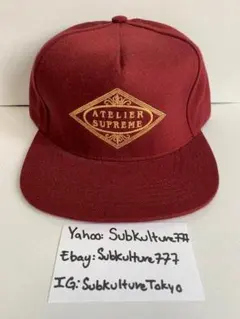 ATELIER
SUPREME
Yahoo: Subkulture777
Ebay: Subkulture777
IG: SubkultureTokyo